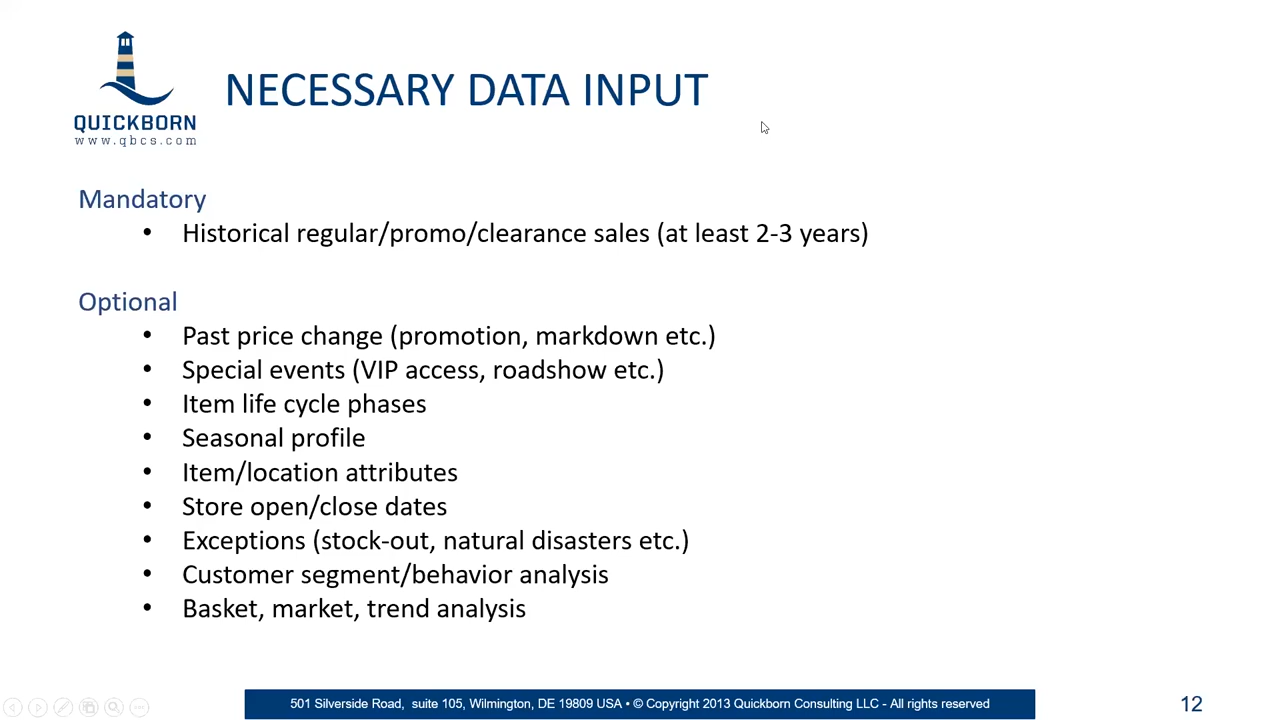 QUICKBORN
www.qbcs.com
NECESSARY DATA INPUT
Mandatory
• Historical regular/promo/clearance sales (at least 2-3 years)
Optional
• Past price change (promotion, markdown etc.)
• Special events (VIP access, roadshow etc.)
• Item life cycle phases
• Seasonal profile
• Item/location attributes
• Store open/close dates
• Exceptions (stock-out, natural disasters etc.)
• Customer segment/behavior analysis
• Basket, market, trend analysis
501 Silverside Road, suite 105, Wilmington, DE 19809 USA • © Copyright 2013 Quickborn Consulting LLC - All rights reserved
12